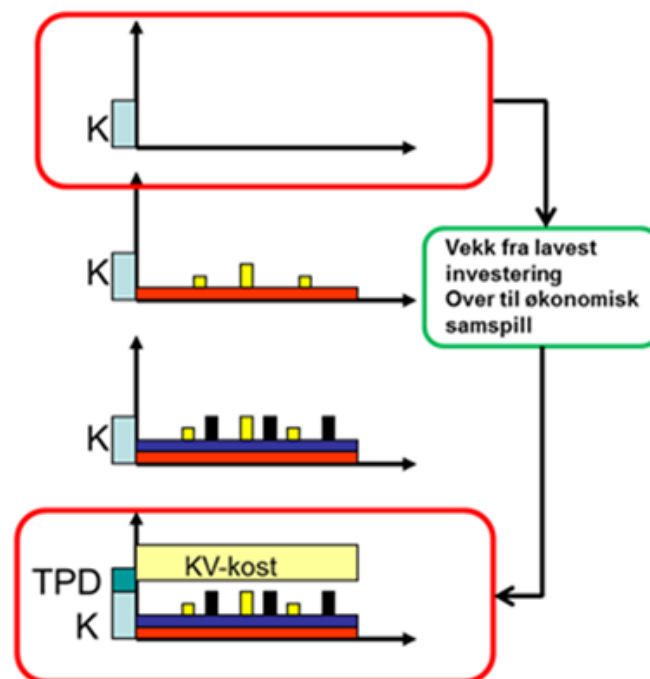 K
K
Vekk fra lavest
investering
Over til økonomisk
samspill
K
KV-kost
TPD
K